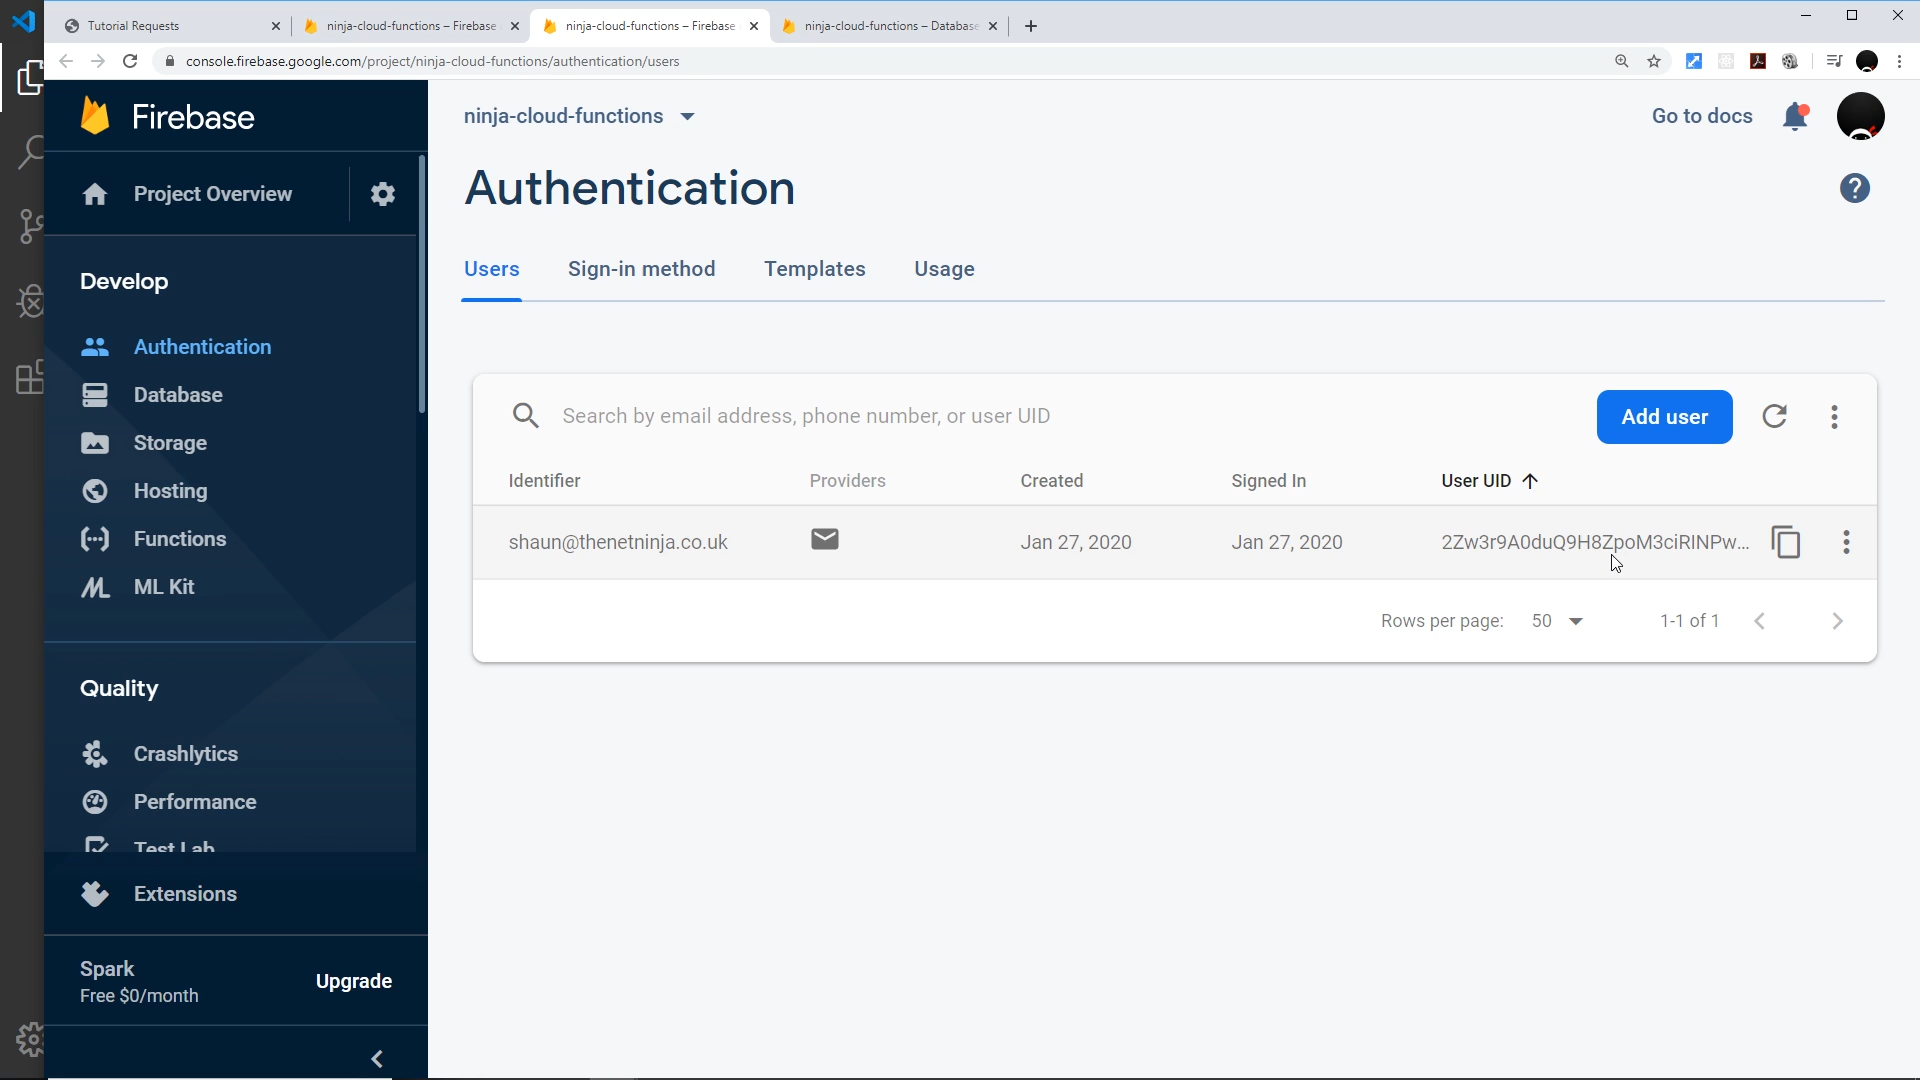 Tutorial Requests
ninja-cloud-functions – Firebase
ninja-cloud-functions – Firebase
ninja-cloud-functions – Database
console.firebase.google.com/project/ninja-cloud-functions/authentication/users
Firebase
ninja-cloud-functions
Go to docs
Project Overview
Authentication
Users
Sign-in method
Templates
Usage
Develop
Authentication
Database
Storage
Hosting
Functions
ML Kit
Search by email address, phone number, or user UID
Add user
Identifier
Providers
Created
Signed In
User UID
shaun@thenetninja.co.uk
Jan 27, 2020
Jan 27, 2020
2Zw3r9A0duQ9H8ZpoM3ciRINPw...
Rows per page:
50
1-1 of 1
Quality
Crashlytics
Performance
Test Lab
Extensions
Spark
Free $0/month
Upgrade